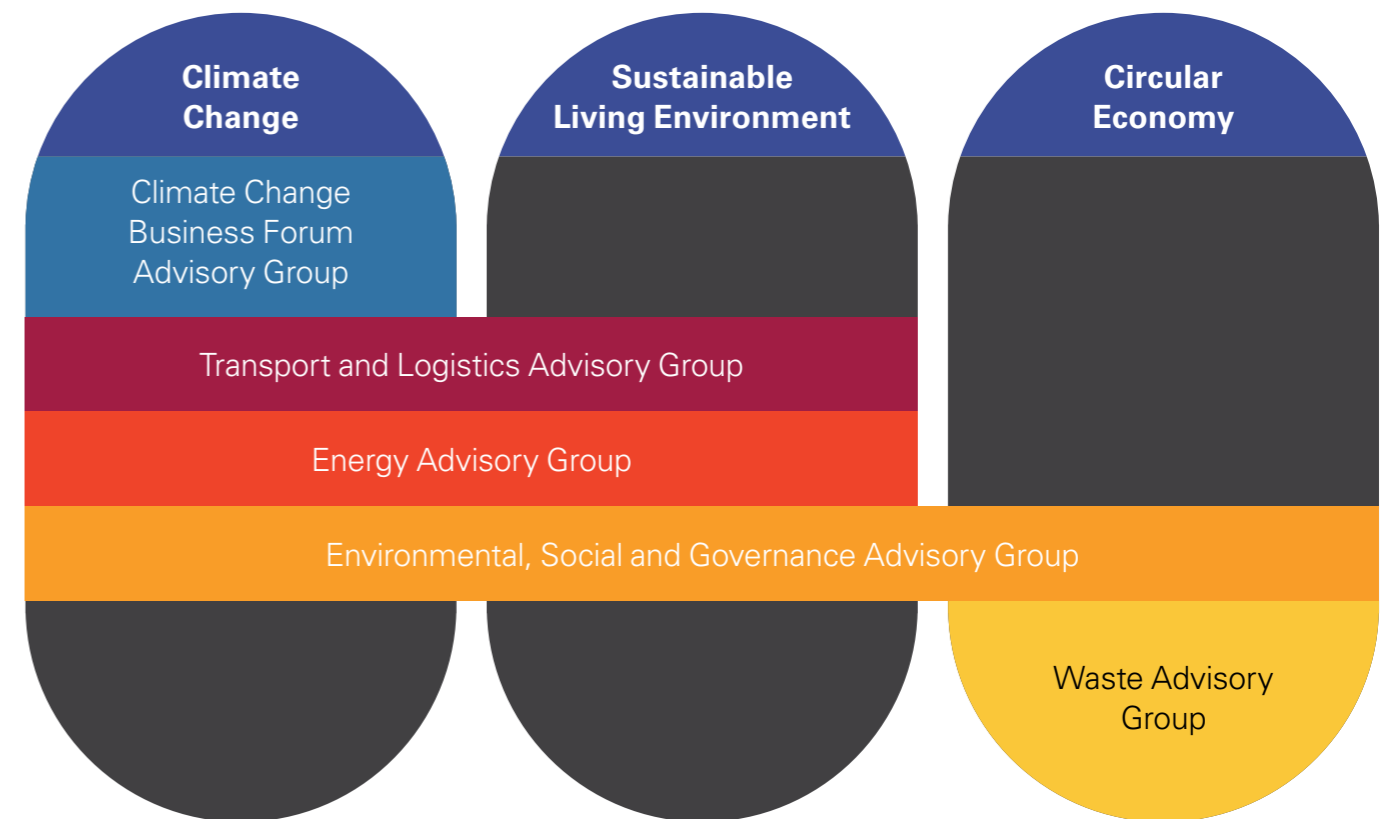 Climate
Change
Sustainable
Living Environment
Circular
Economy
Climate Change
Business Forum
Advisory Group
Transport and Logistics Advisory Group
Energy Advisory Group
Environmental, Social and Governance Advisory Group
Waste Advisory
Group